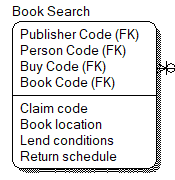 Book Search
Publisher Code (FK)
Person Code (FK)
Buy Code (FK)
Book Code (FK)
Claim code
Book location
Lend conditions
Return schedule